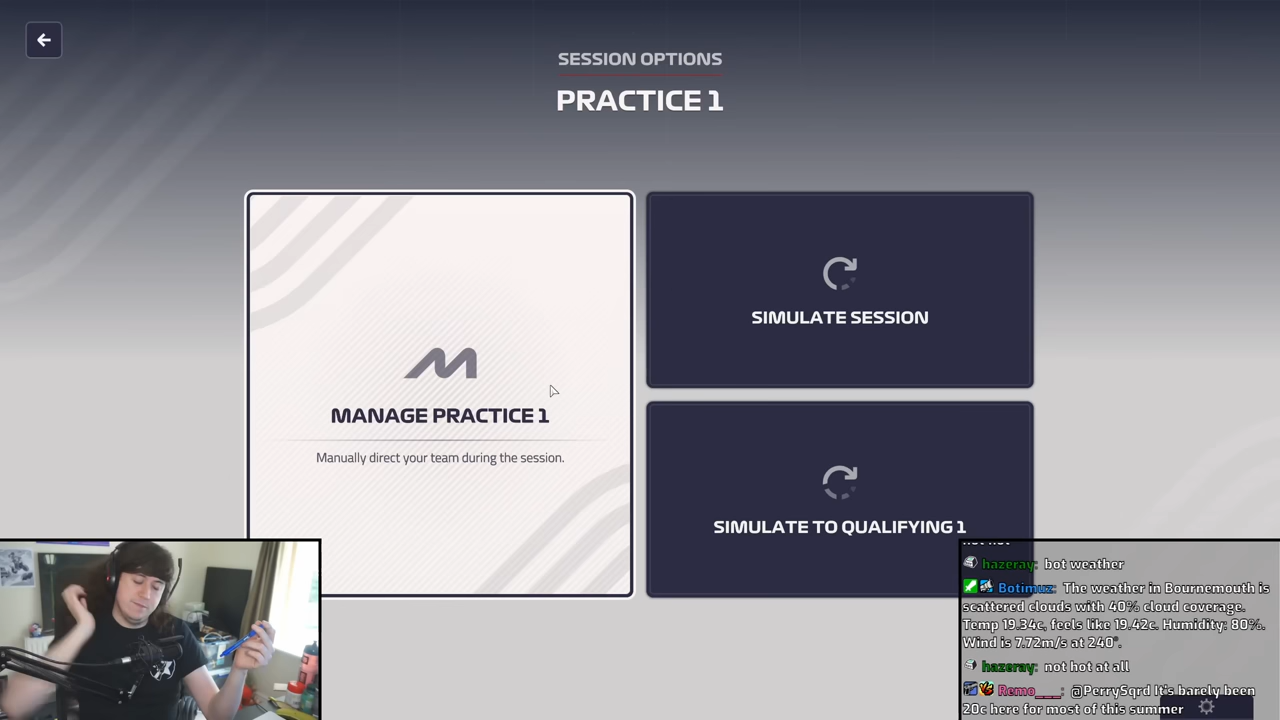 SESSION OPTIONS
PRACTICE 1
MANAGE PRACTICE 1
Manually direct your team during the session.
SIMULATE SESSION
SIMULATE TO QUALIFYING 1
hazeray: bot weather
Botimuz: The weather in Bournemouth is
scattered clouds with 40% cloud coverage.
Temp 19.34c, feels like 19.42c. Humidity: 80%.
Wind is 7.72m/s at 240°.
hazeray: not hot at all
Remo___: @PerrySqrd It's barely been
20c here for most of this summer